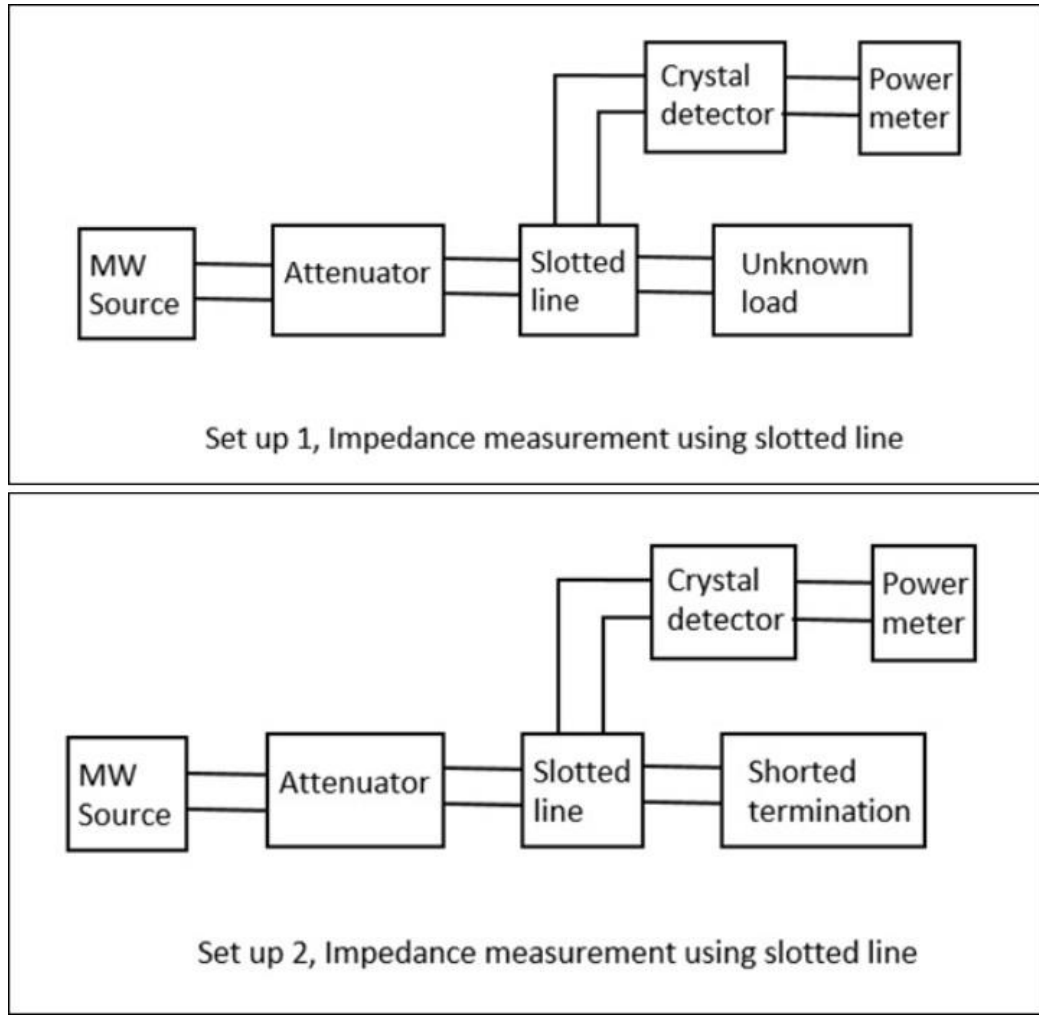 Crystal
detector
Power
meter
MW
Source
Attenuator
Slotted
line
Unknown
load
Set up 1, Impedance measurement using slotted line
Crystal
detector
Power
meter
MW
Source
Attenuator
Slotted
line
Shorted
termination
Set up 2, Impedance measurement using slotted line